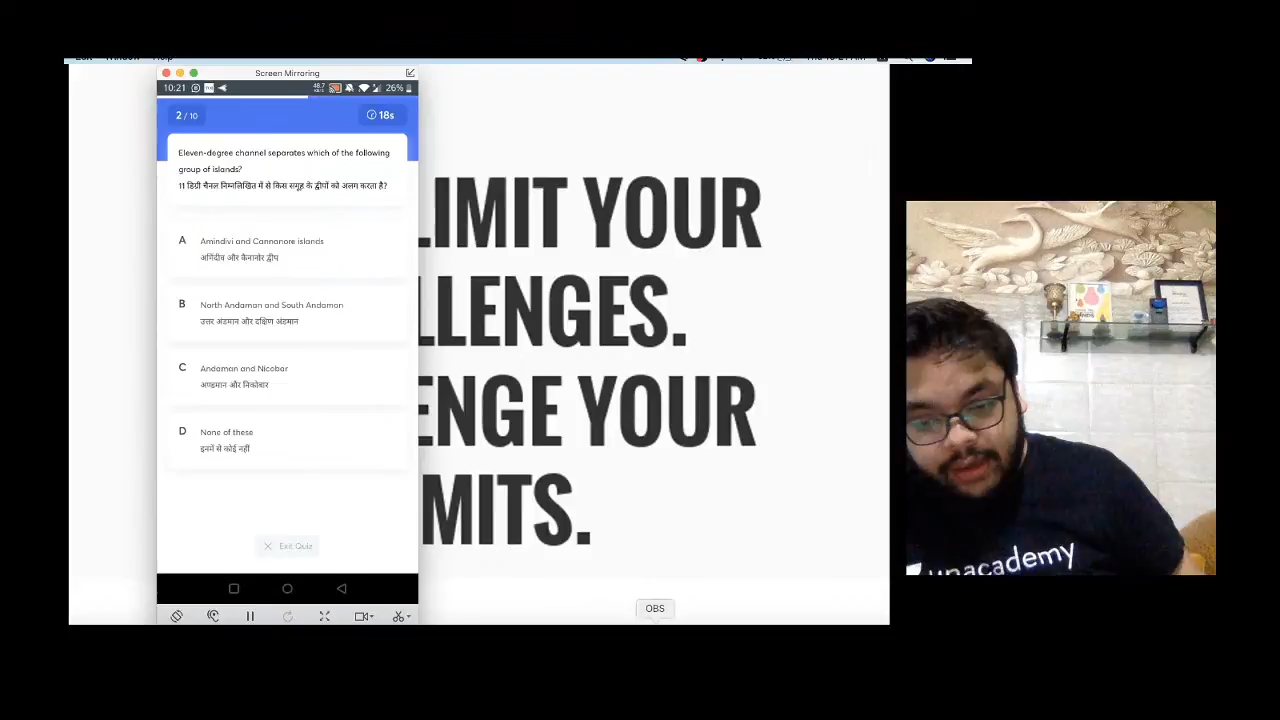 Screen Mirroring
10:21
26%
2 / 10
18s
Eleven-degree channel separates which of the following
group of islands?
11 डिग्री चैनल निम्नलिखित में से किस समूह के द्वीपों को अलग करता है?
A Amindivi and Cannanore islands
अमिंदीव और कैनानोर द्वीप
B North Andaman and South Andaman
उत्तर अंडमान और दक्षिण अंडमान
C Andaman and Nicobar
अण्डमान और निकोबार
D None of these
इनमें से कोई नहीं
Exit Quiz
LIMIT YOUR
LLENGES.
ENGE YOUR
MITS.
OBS
unacademy